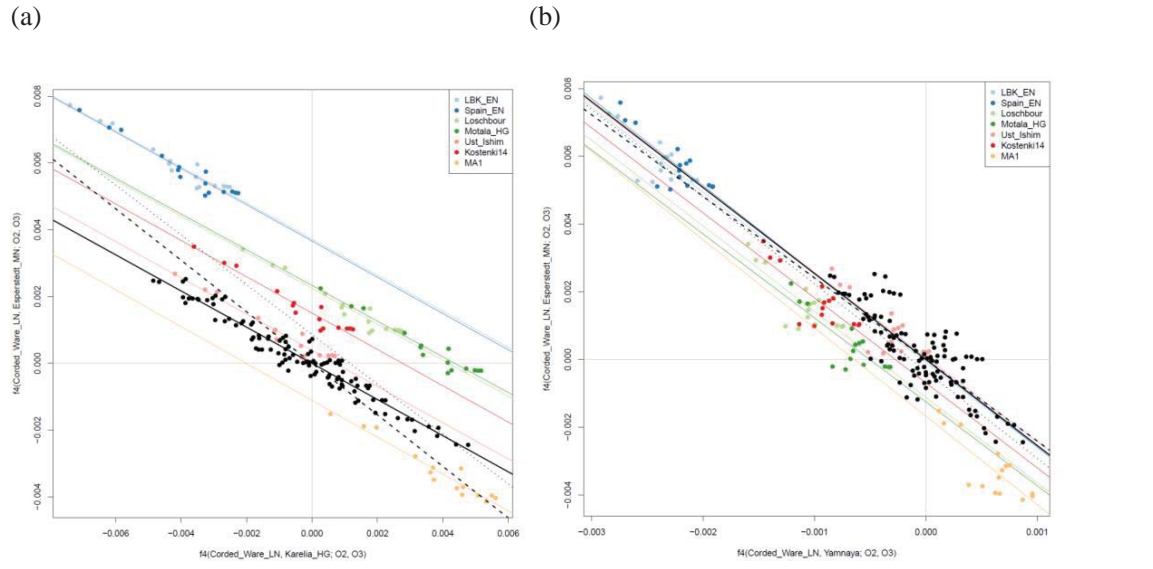 (a)
(b)
LBK_EN
Spain_EN
Loschbour
Motala_HG
Ust_Ishim
Kostenki14
MA1
f4(Corded_Ware_LN, Esperstedt_MN; O2, O3)
0.008
0.006
0.004
0.002
0.000
−0.002
−0.004
−0.006
−0.004
−0.002
0.000
0.002
0.004
0.006
f4(Corded_Ware_LN, Karelia_HG; O2, O3)
LBK_EN
Spain_EN
Loschbour
Motala_HG
Ust_Ishim
Kostenki14
MA1
f4(Corded_Ware_LN, Esperstedt_MN; O2, O3)
0.008
0.006
0.004
0.002
0.000
−0.002
−0.004
−0.003
−0.002
−0.001
0.000
0.001
f4(Corded_Ware_LN, Yamnaya; O2, O3)